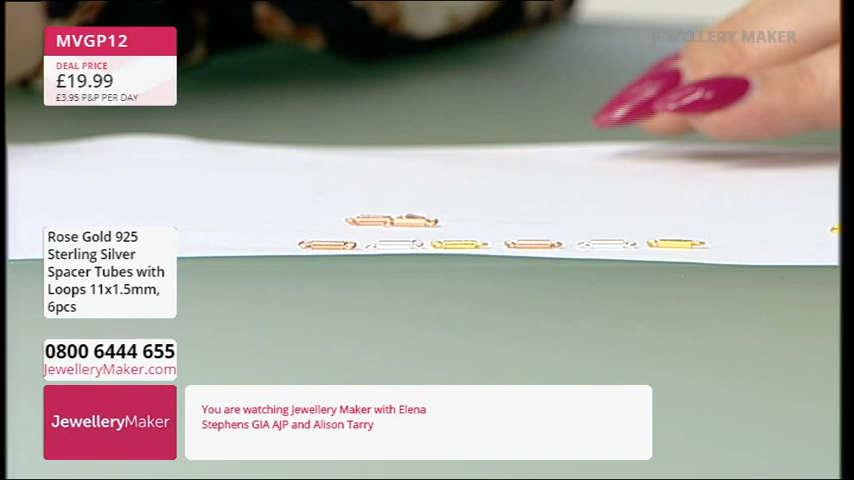 MVGP12
JEWELLERY MAKER
DEAL PRICE
£19.99
£3.95 P&P PER DAY
Rose Gold 925
Sterling Silver
Spacer Tubes with
Loops 11x1.5mm,
6pcs
0800 6444 655
JewelleryMaker.com
JewelleryMaker
You are watching Jewellery Maker with Elena
Stephens GIA AJP and Alison Tarry